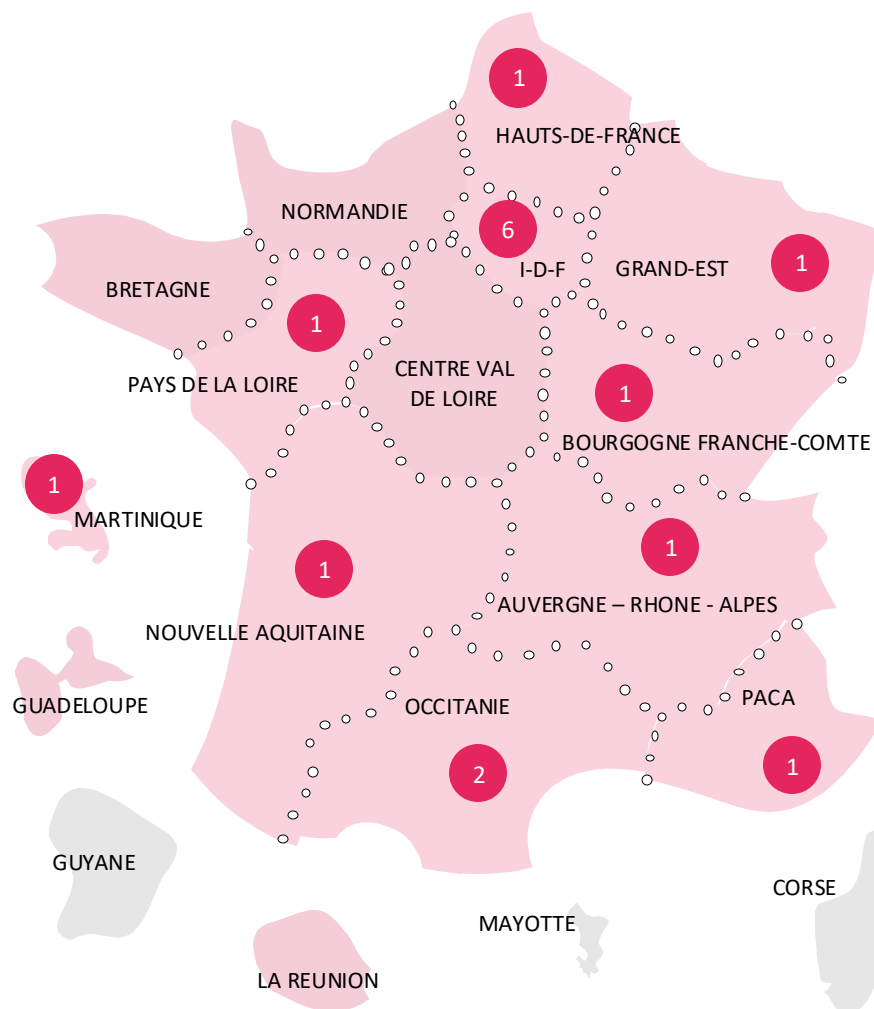 1
HAUTS-DE-FRANCE
NORMANDIE
6
I-D-F
GRAND-EST
1
BRETAGNE
1
PAYS DE LA LOIRE
CENTRE VAL
DE LOIRE
1
BOURGOGNE FRANCHE-COMTE
1
MARTINIQUE
1
NOUVELLE AQUITAINE
1
AUVERGNE – RHONE - ALPES
GUADELOUPE
OCCITANIE
2
PACA
1
GUYANE
CORSE
MAYOTTE
LA REUNION